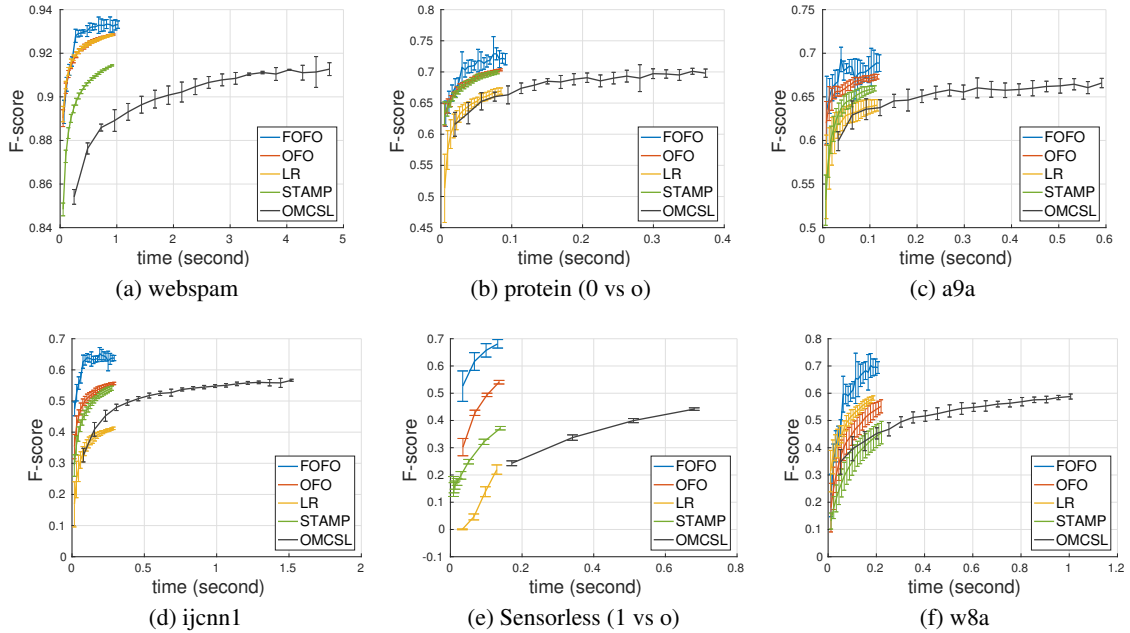 0.94
0.92
0.9
0.88
0.86
0.84
F-score
0 1 2 3 4 5
time (second)
FOFO
OFO
LR
STAMP
OMCSL
(a) webspam
0.8
0.75
0.7
0.65
0.6
0.55
0.5
0.45
F-score
0 0.1 0.2 0.3 0.4
time (second)
FOFO
OFO
LR
STAMP
OMCSL
(b) protein (0 vs o)
0.75
0.7
0.65
0.6
0.55
0.5
F-score
0 0.1 0.2 0.3 0.4 0.5 0.6
time (second)
FOFO
OFO
LR
STAMP
OMCSL
(c) a9a
0.7
0.6
0.5
0.4
0.3
0.2
0.1
0
F-score
0 0.5 1 1.5 2
time (second)
FOFO
OFO
LR
STAMP
OMCSL
(d) ijcnn1
0.7
0.6
0.5
0.4
0.3
0.2
0.1
0
-0.1
F-score
0 0.2 0.4 0.6 0.8
time (second)
FOFO
OFO
LR
STAMP
OMCSL
(e) Sensorless (1 vs o)
0.8
0.7
0.6
0.5
0.4
0.3
0.2
0.1
0
F-score
0 0.2 0.4 0.6 0.8 1 1.2
time (second)
FOFO
OFO
LR
STAMP
OMCSL
(f) w8a